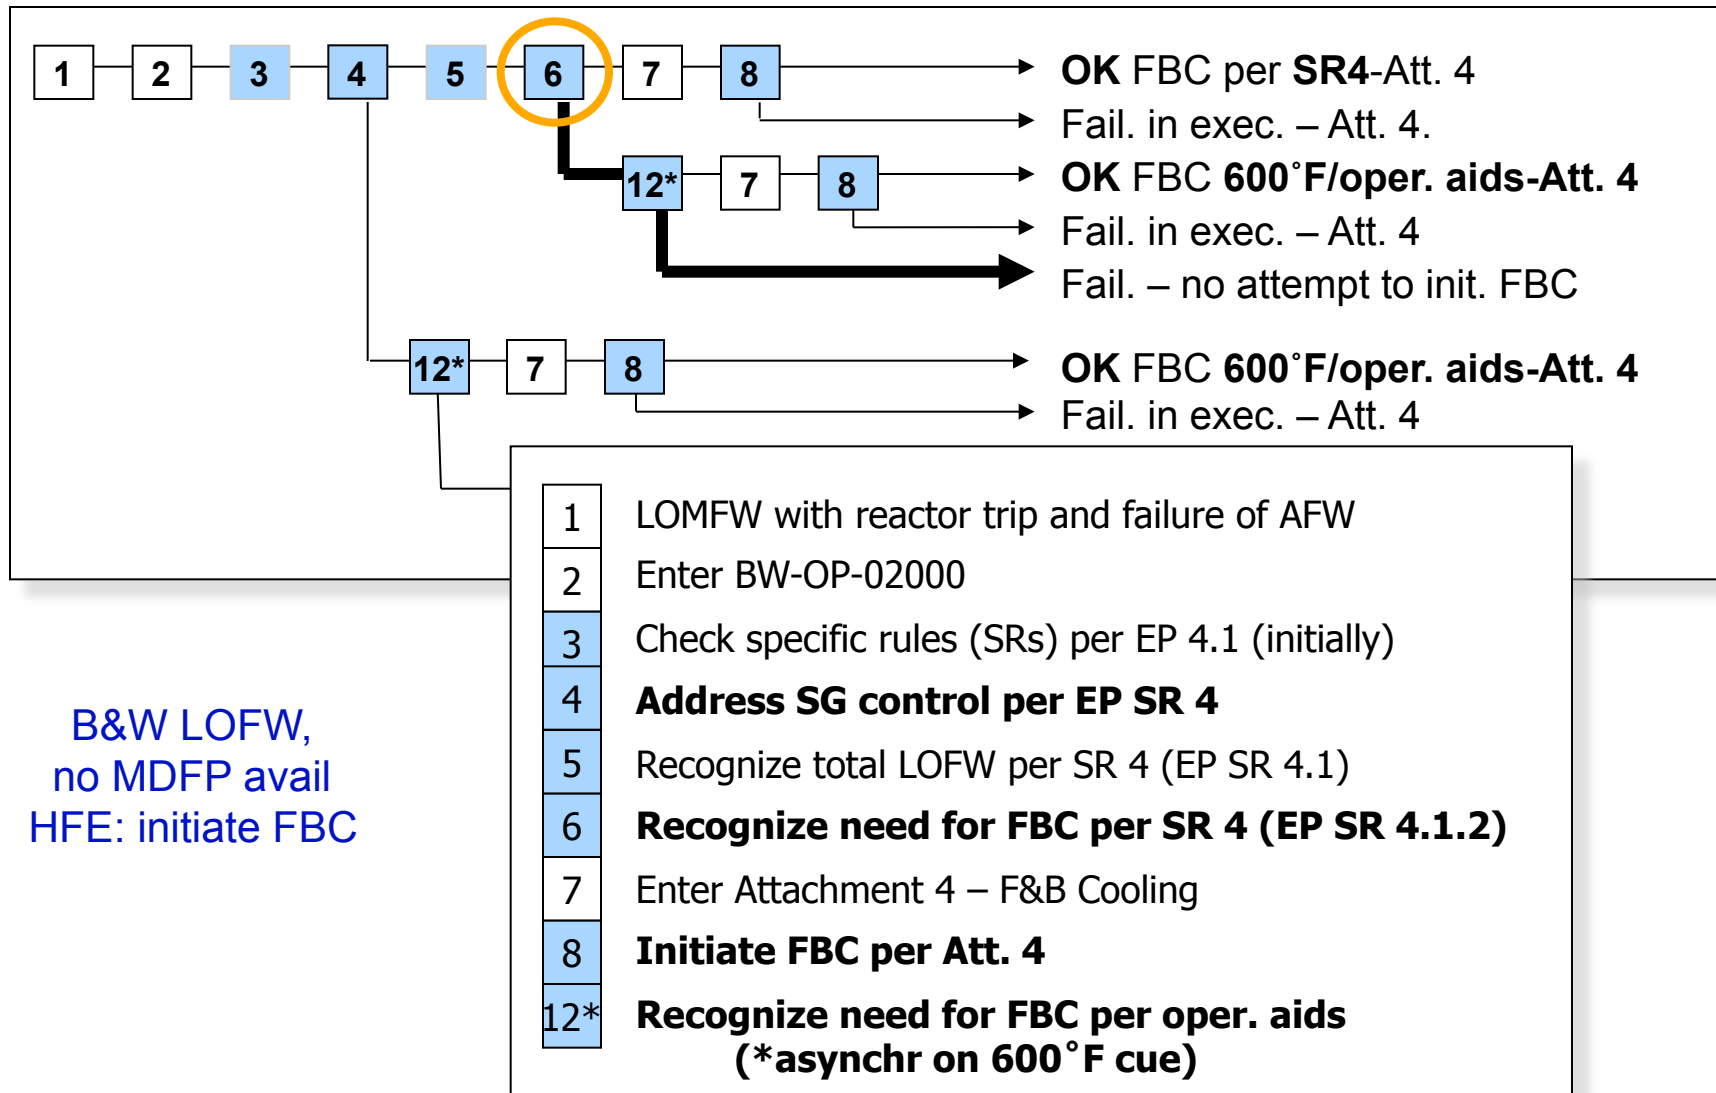 1 2 3 4 5 6 7 8 OK FBC per SR4-Att. 4
Fail. in exec. – Att. 4.
12* 7 8 OK FBC 600˚F/oper. aids-Att. 4
Fail. in exec. – Att. 4
Fail. – no attempt to init. FBC
12* 7 8 OK FBC 600˚F/oper. aids-Att. 4
Fail. in exec. – Att. 4
1 LOMFW with reactor trip and failure of AFW
2 Enter BW-OP-02000
3 Check specific rules (SRs) per EP 4.1 (initially)
4 Address SG control per EP SR 4
5 Recognize total LOFW per SR 4 (EP SR 4.1)
6 Recognize need for FBC per SR 4 (EP SR 4.1.2)
7 Enter Attachment 4 – F&B Cooling
8 Initiate FBC per Att. 4
12* Recognize need for FBC per oper. aids
(*asynchr on 600˚F cue)
B&W LOFW,
no MDFP avail
HFE: initiate FBC